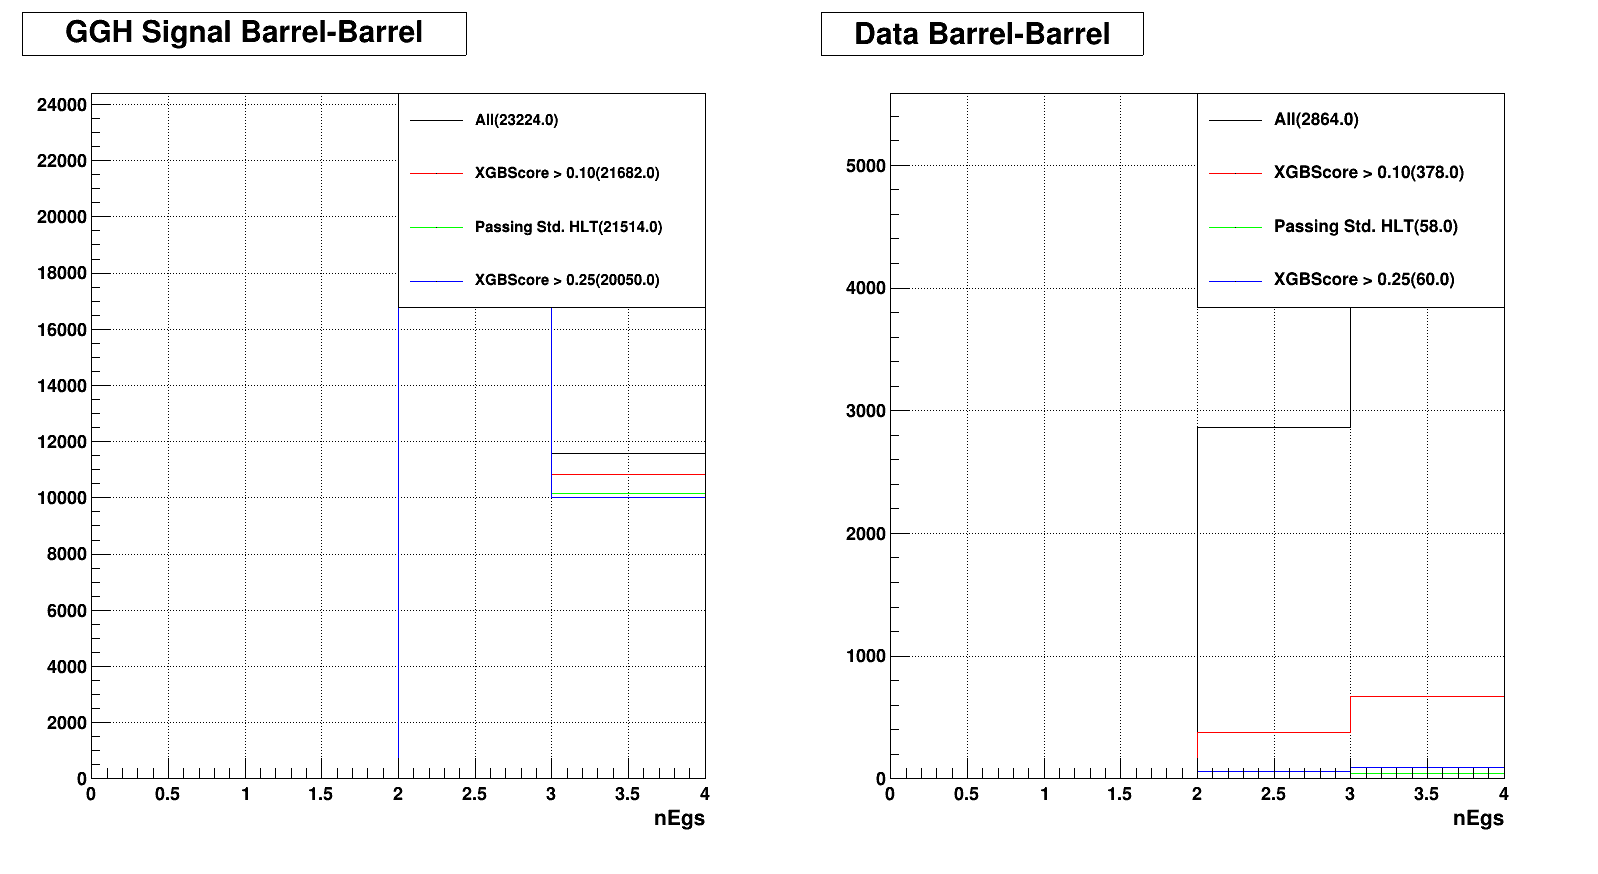 GGH Signal Barrel-Barrel
24000
22000
20000
18000
16000
14000
12000
10000
8000
6000
4000
2000
0
All(23224.0)
XGBScore > 0.10(21682.0)
Passing Std. HLT(21514.0)
XGBScore > 0.25(20050.0)
0 0.5 1 1.5 2 2.5 3 3.5 4
nEgs
Data Barrel-Barrel
5000
4000
3000
2000
1000
0
All(2864.0)
XGBScore > 0.10(378.0)
Passing Std. HLT(58.0)
XGBScore > 0.25(60.0)
0 0.5 1 1.5 2 2.5 3 3.5 4
nEgs